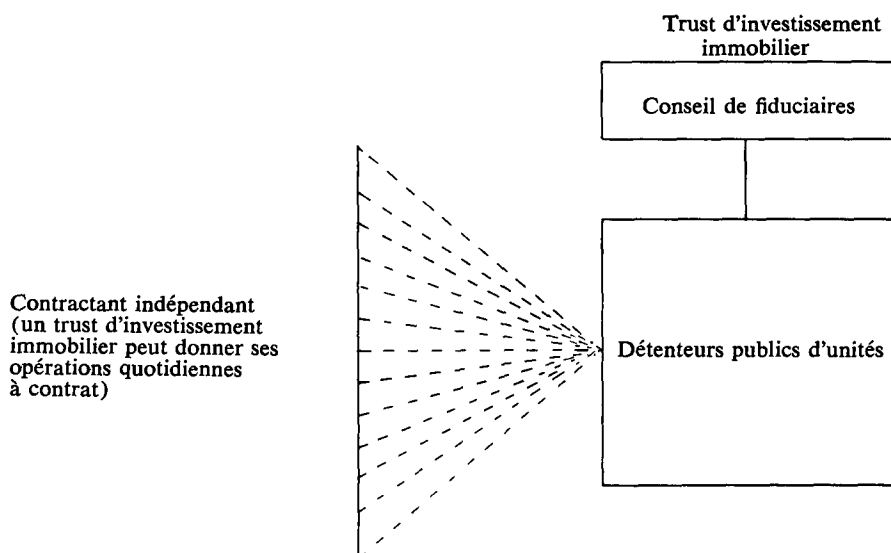 Trust d'investissement
immobilier
Conseil de fiduciaires
Contractant indépendant
(un trust d'investissement
immobilier peut donner ses
opérations quotidiennes
à contrat)
Détenteurs publics d'unités